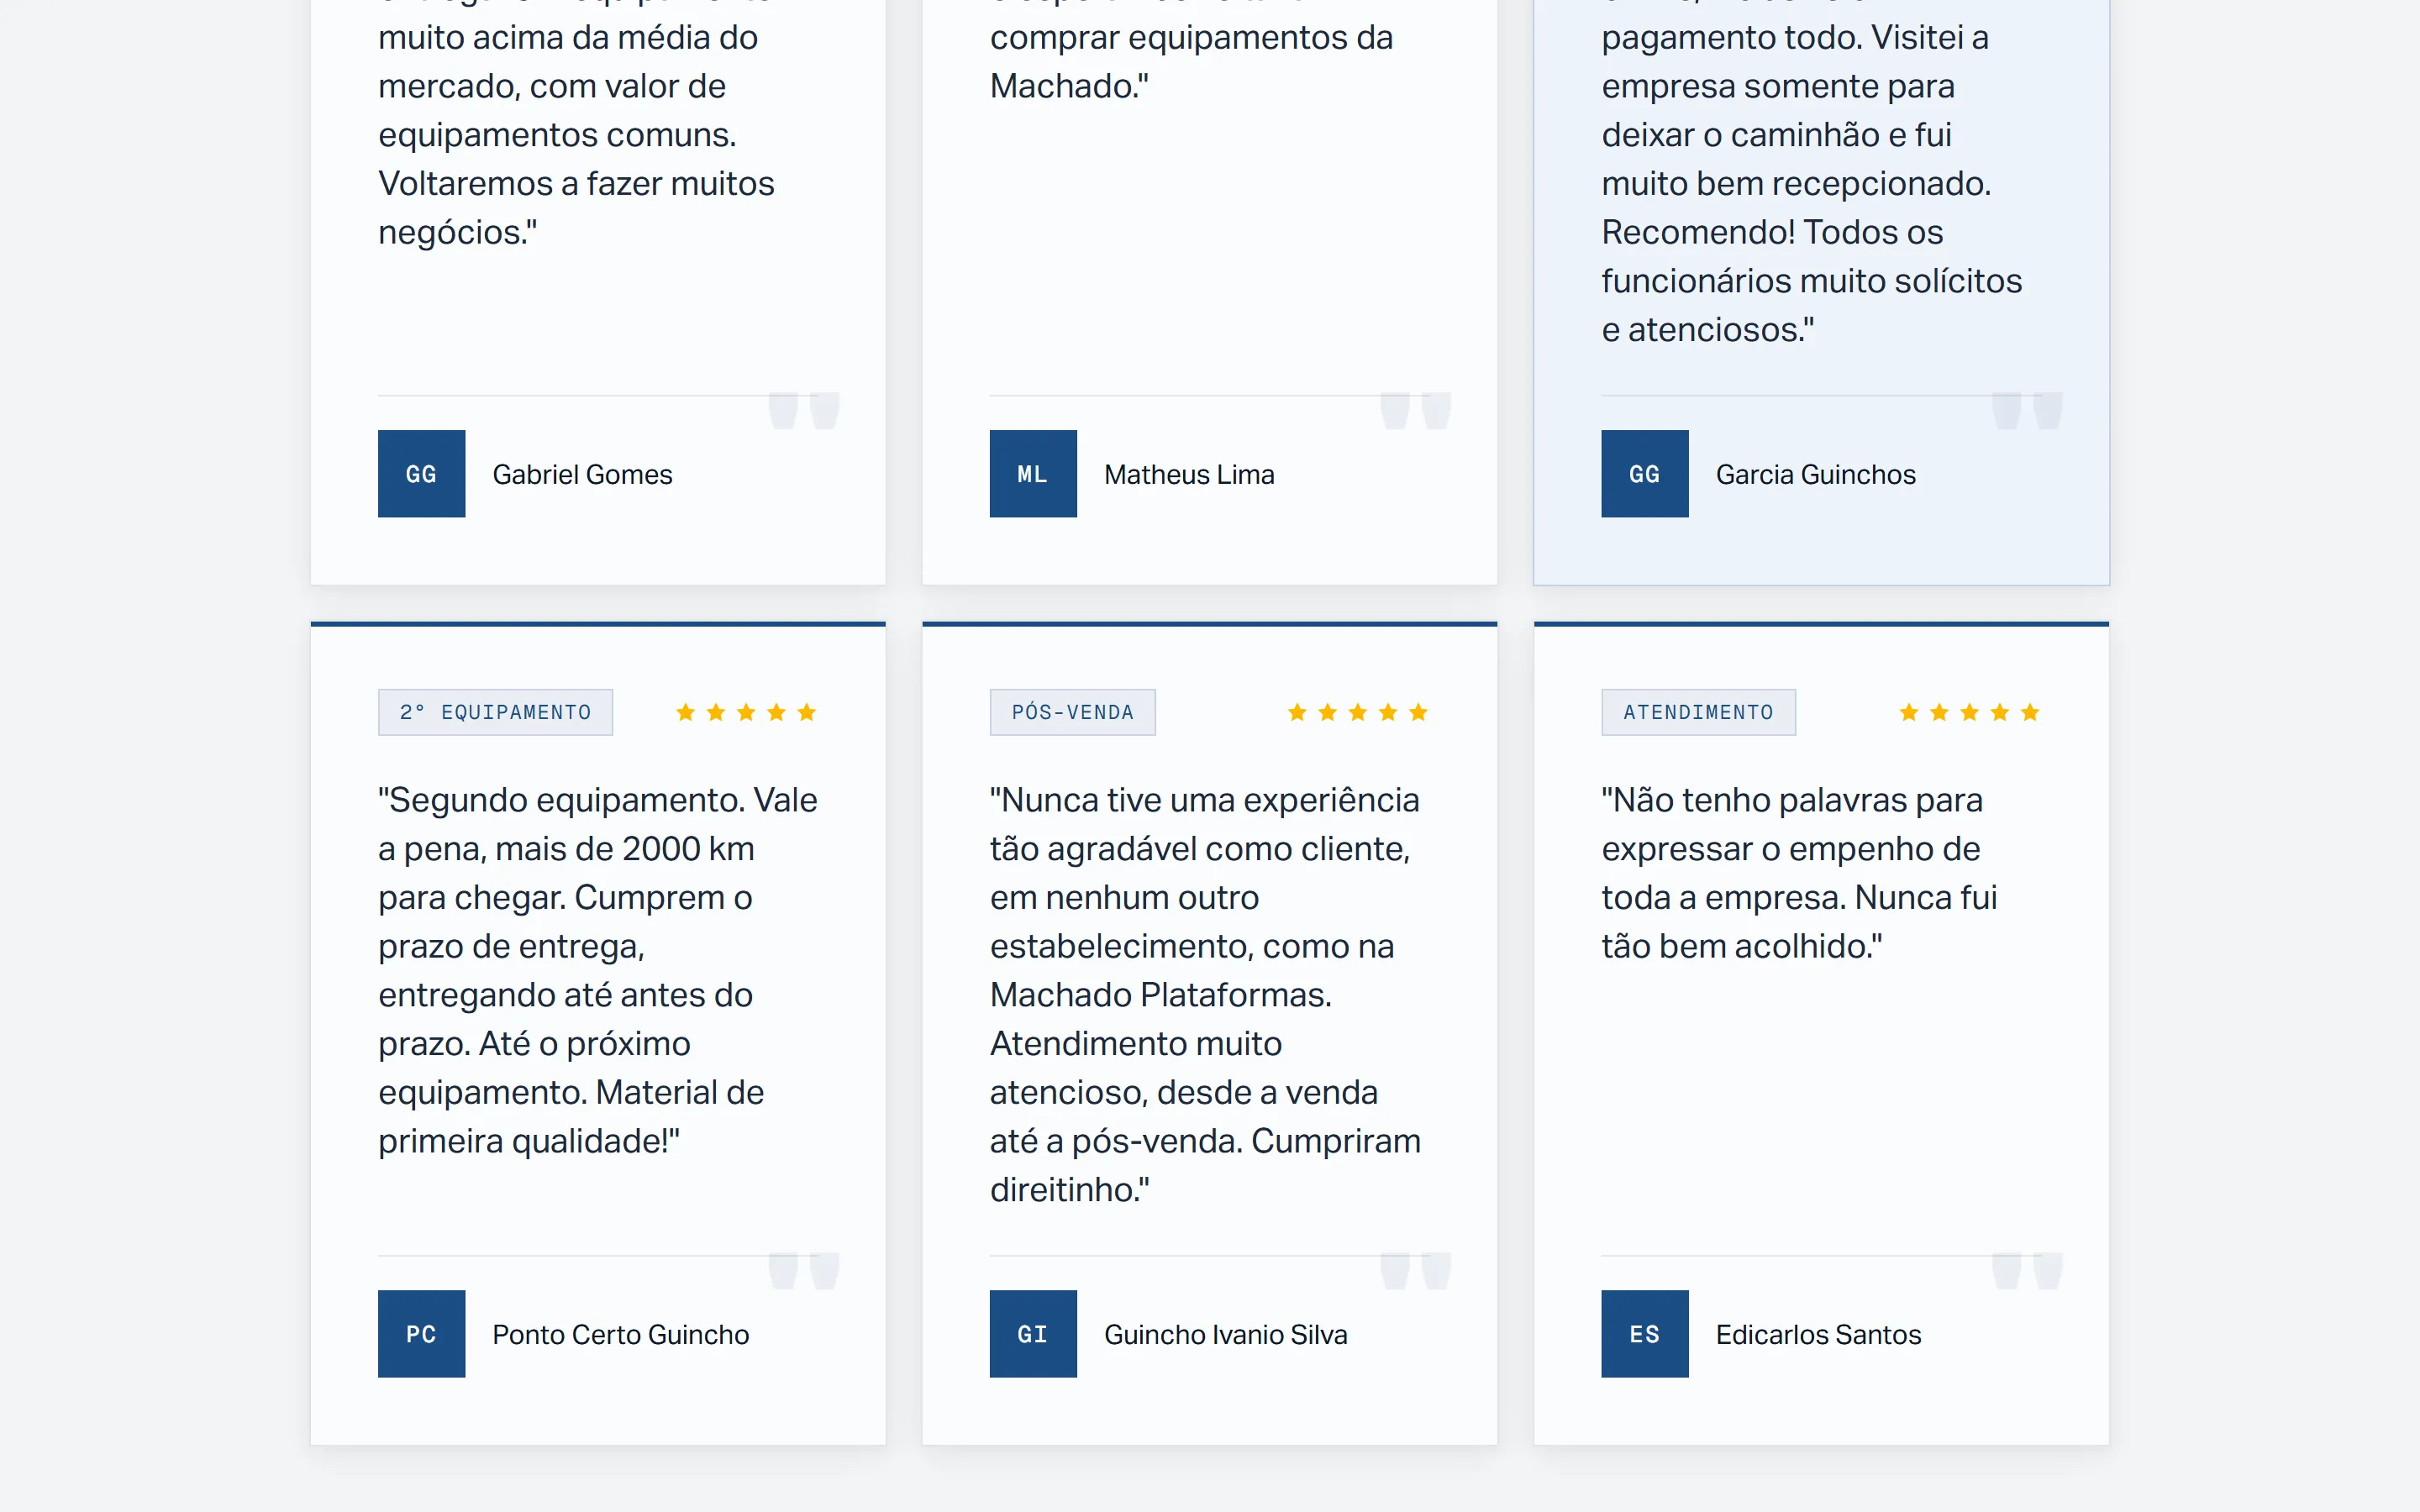 muito acima da média do
mercado, com valor de
equipamentos comuns.
Voltaremos a fazer muitos
negócios."
GG
Gabriel Gomes
comprar equipamentos da
Machado."
ML
Matheus Lima
pagamento todo. Visitei a
empresa somente para
deixar o caminhão e fui
muito bem recepcionado.
Recomendo! Todos os
funcionários muito solícitos
e atenciosos."
GG
Garcia Guinchos
2° EQUIPAMENTO
"Segundo equipamento. Vale
a pena, mais de 2000 km
para chegar. Cumprem o
prazo de entrega,
entregando até antes do
prazo. Até o próximo
equipamento. Material de
primeira qualidade!"
PC
Ponto Certo Guincho
PÓS-VENDA
"Nunca tive uma experiência
tão agradável como cliente,
em nenhum outro
estabelecimento, como na
Machado Plataformas.
Atendimento muito
atencioso, desde a venda
até a pós-venda. Cumpriram
direitinho."
GI
Guincho Ivanio Silva
ATENDIMENTO
"Não tenho palavras para
expressar o empenho de
toda a empresa. Nunca fui
tão bem acolhido."
ES
Edicarlos Santos